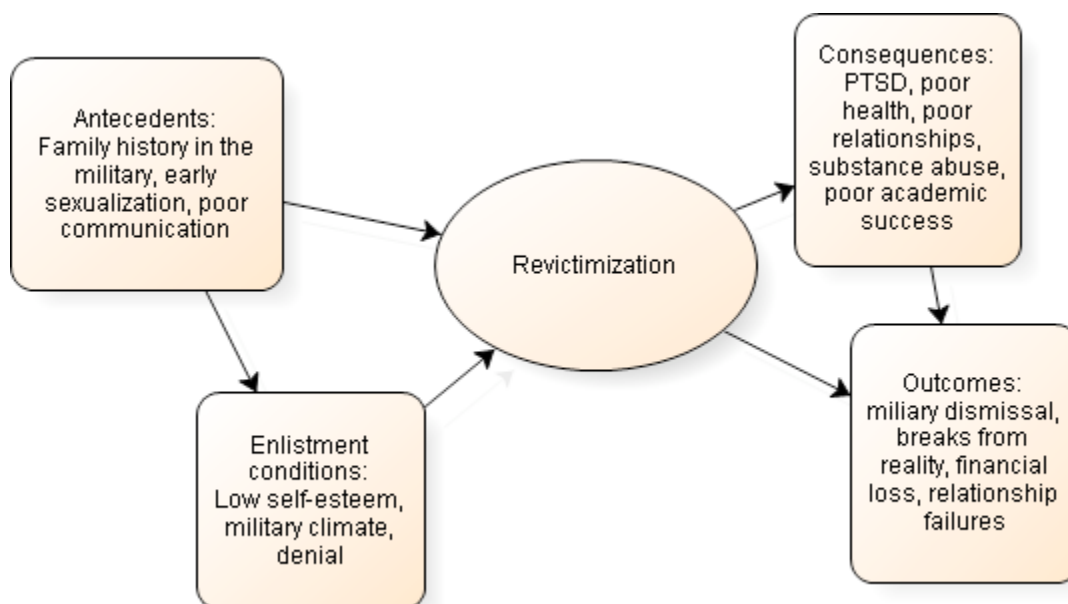 Antecedents:
Family history in the
military, early
sexualization, poor
communication
Enlistment
conditions:
Low self-esteem,
military climate,
denial
Revictimization
Consequences:
PTSD, poor
health, poor
relationships,
substance abuse,
poor academic
success
Outcomes:
miliary dismissal,
breaks from
reality, financial
loss, relationship
failures